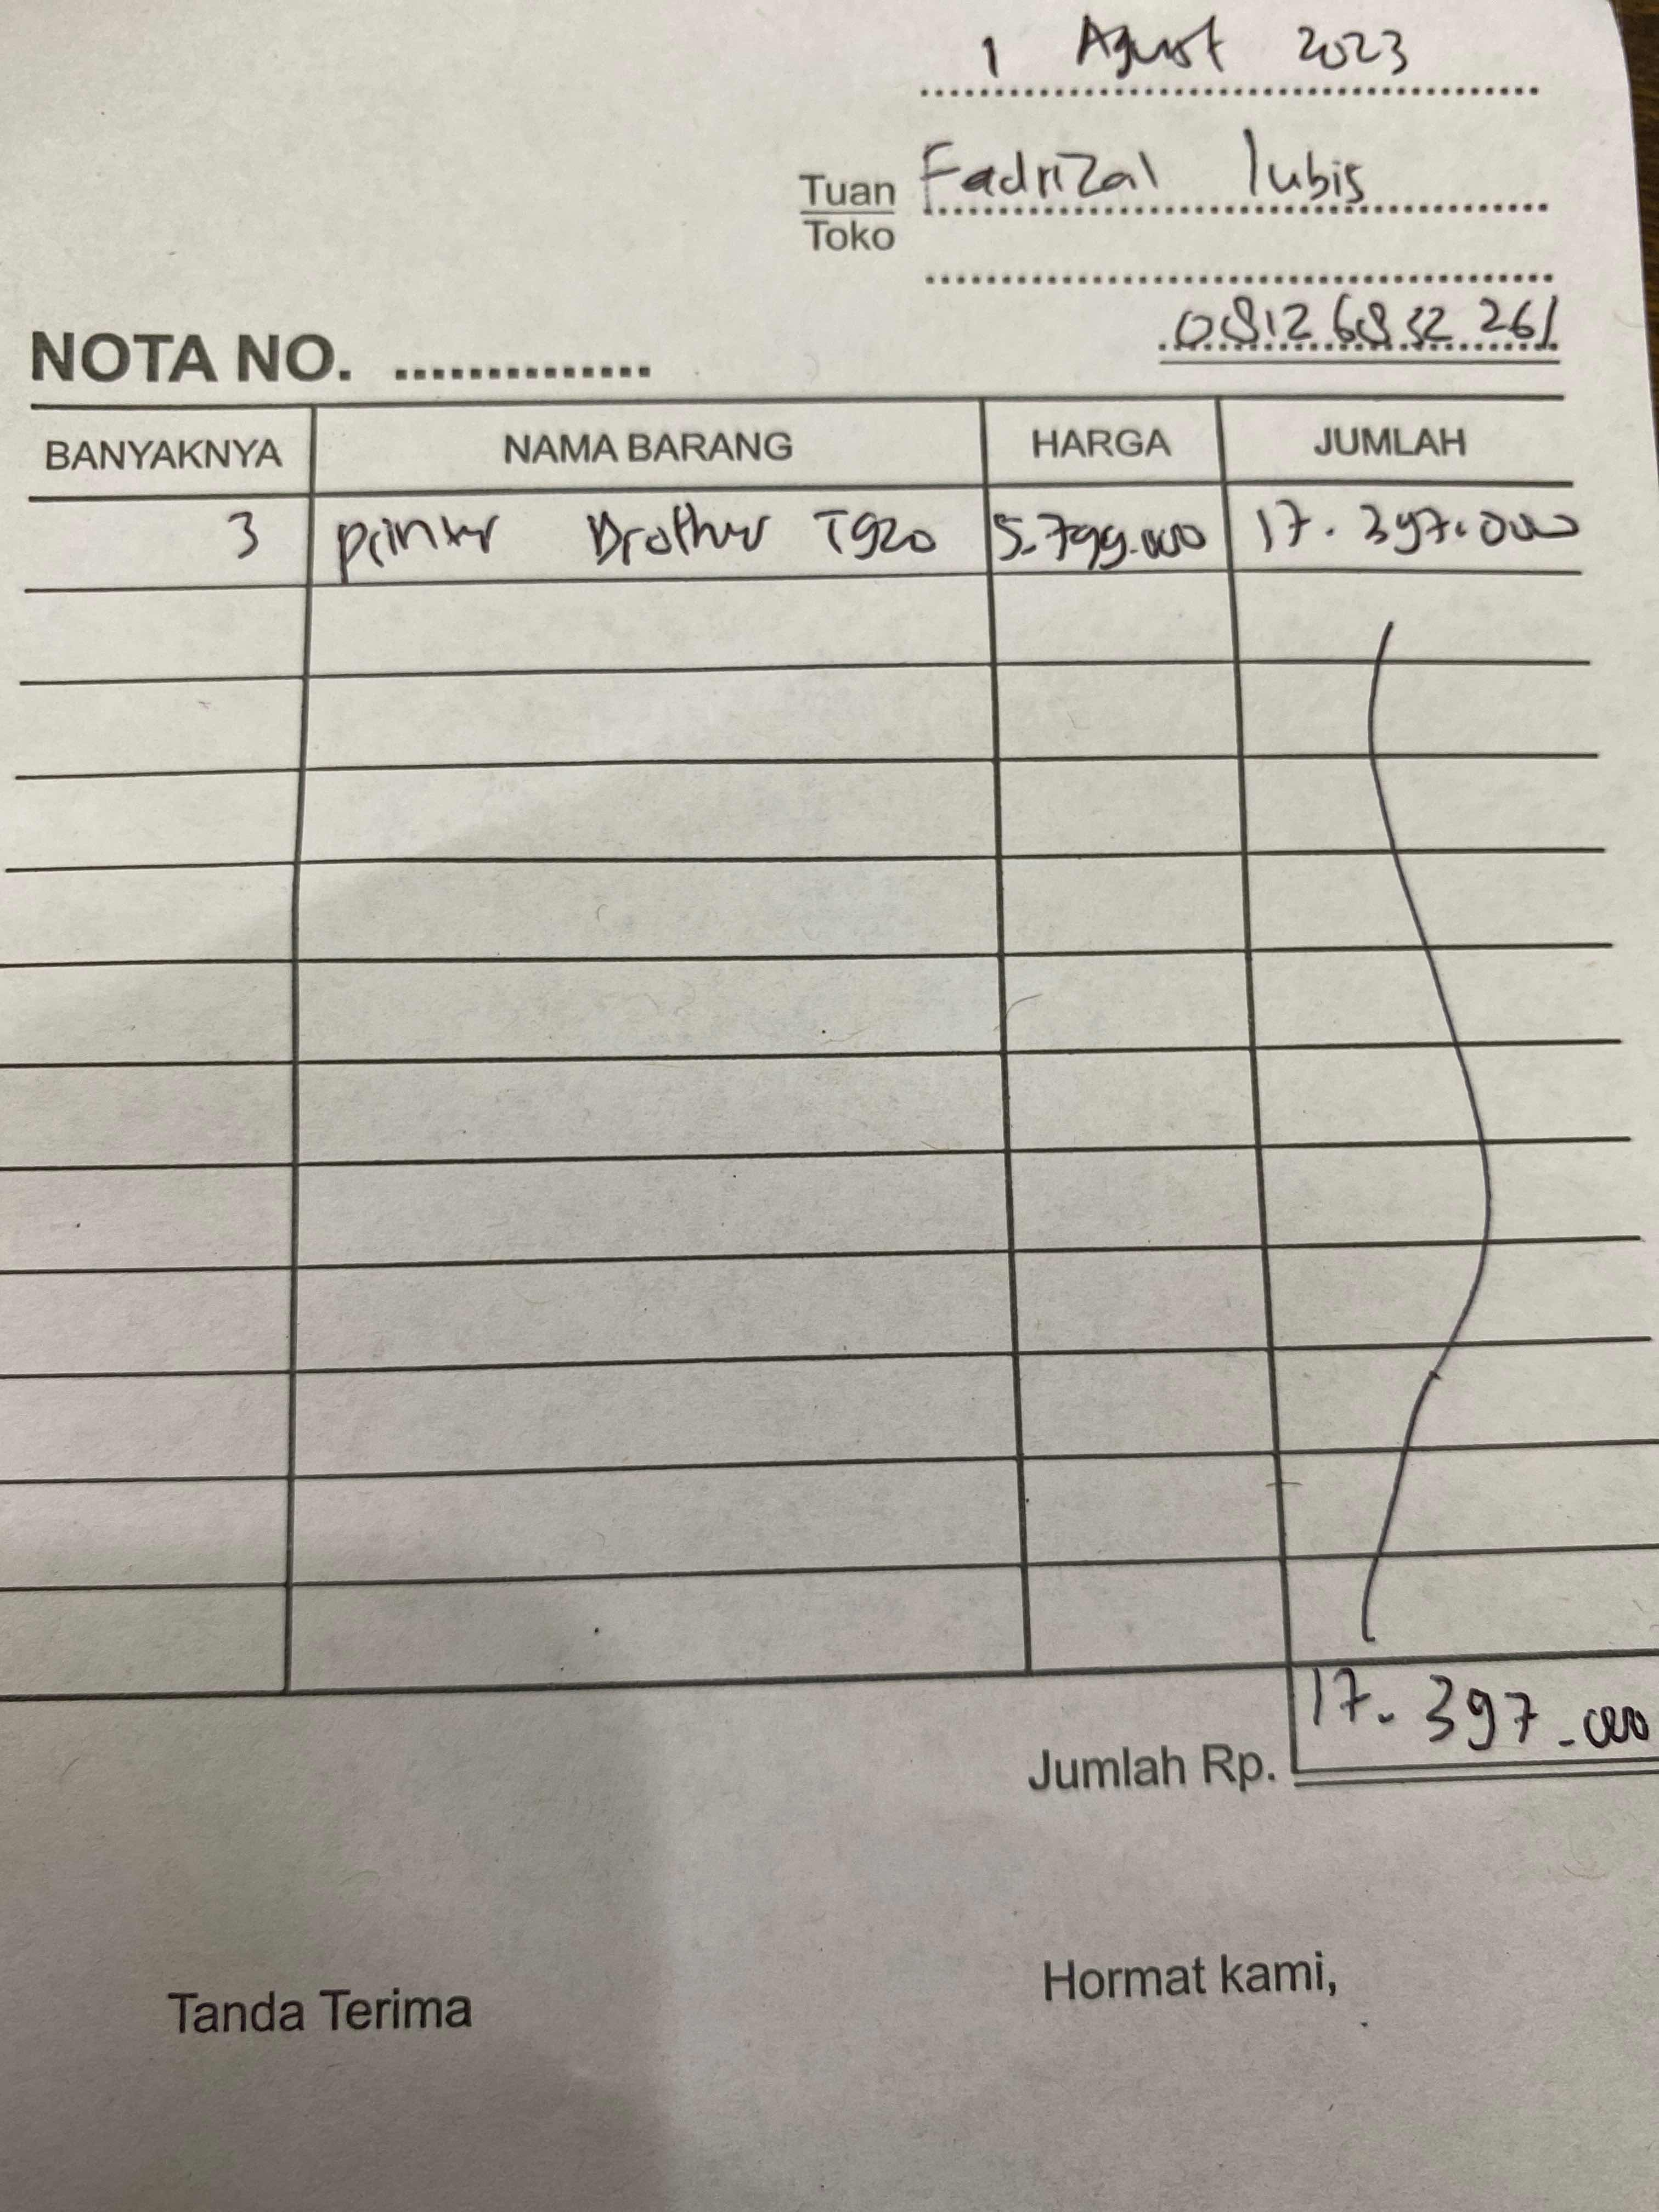 1 Agust 2023
Tuan Fadrizal lubis
Toko
0812 6832 261
NOTA NO. ..............
BANYAKNYA NAMA BARANG HARGA JUMLAH
3 printer Brother T920 5.799.000 17.397.000
Jumlah Rp. 17.397.000
Tanda Terima Hormat kami,